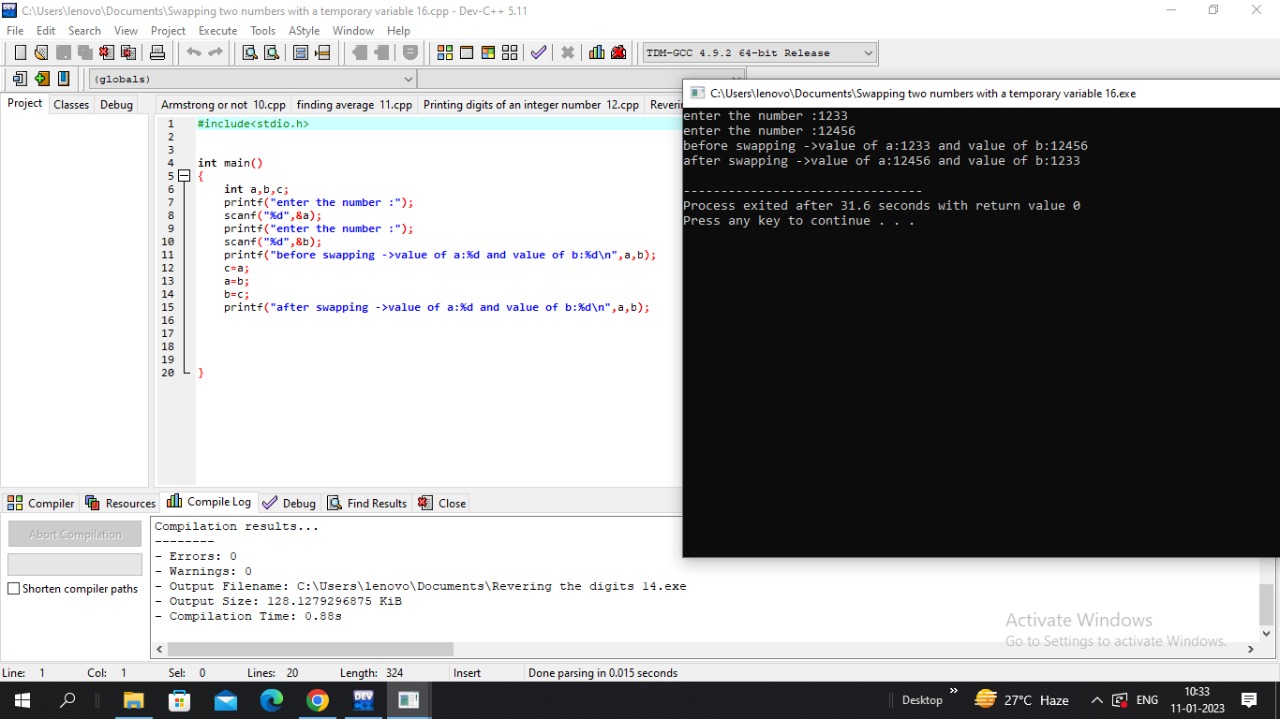 C:\Users\lenovo\Documents\Swapping two numbers with a temporary variable 16.cpp - Dev-C++ 5.11
File Edit Search View Project Execute Tools AStyle Window Help
TDM-GCC 4.9.2 64-bit Release
(globals)
Project Classes Debug
Armstrong or not 10.cpp finding average 11.cpp Printing digits of an integer number 12.cpp
1 #include<stdio.h>
2
3
4 int main()
5 {
6 int a,b,c;
7 printf("enter the number :");
8 scanf("%d",&a);
9 printf("enter the number :");
10 scanf("%d",&b);
11 printf("before swapping ->value of a:%d and value of b:%d\n",a,b);
12 c=a;
13 a=b;
14 b=c;
15 printf("after swapping ->value of a:%d and value of b:%d\n",a,b);
16
17
18
19
20 }
C:\Users\lenovo\Documents\Swapping two numbers with a temporary variable 16.exe
enter the number :1233
enter the number :12456
before swapping ->value of a:1233 and value of b:12456
after swapping ->value of a:12456 and value of b:1233
--------------------------------
Process exited after 31.6 seconds with return value 0
Press any key to continue . . .
Compiler Resources Compile Log Debug Find Results Close
Abort Compilation
Shorten compiler paths
Compilation results...
--------
- Errors: 0
- Warnings: 0
- Output Filename: C:\Users\lenovo\Documents\Revering the digits 14.exe
- Output Size: 128.1279296875 KiB
- Compilation Time: 0.88s
Activate Windows
Go to Settings to activate Windows.
Line: 1 Col: 1 Sel: 0 Lines: 20 Length: 324 Insert Done parsing in 0.015 seconds
DEV
Desktop » 27°C Haze ENG
10:33
11-01-2023